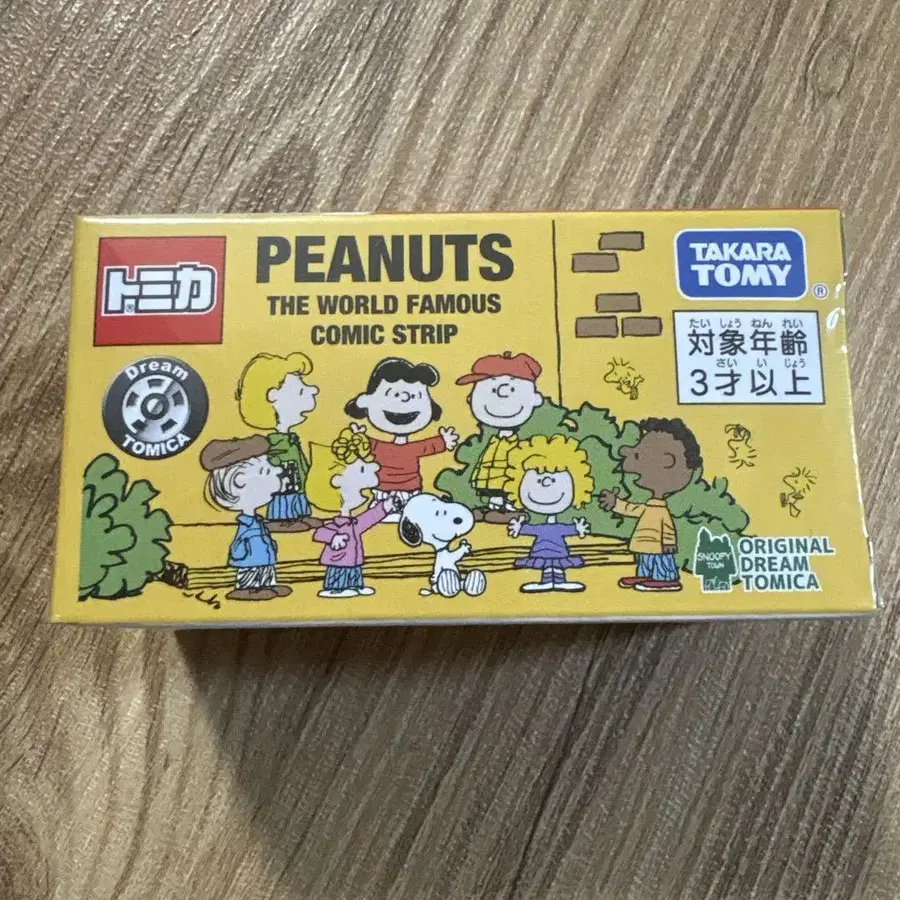 トミカ
®
Dream
TOMICA
PEANUTS
THE WORLD FAMOUS
COMIC STRIP
TAKARA
TOMY
®
たいしょうねんれい
対象年齢
さいいじょう
3才以上
SNOOPY
TOWN
ORIGINAL
DREAM
TOMICA